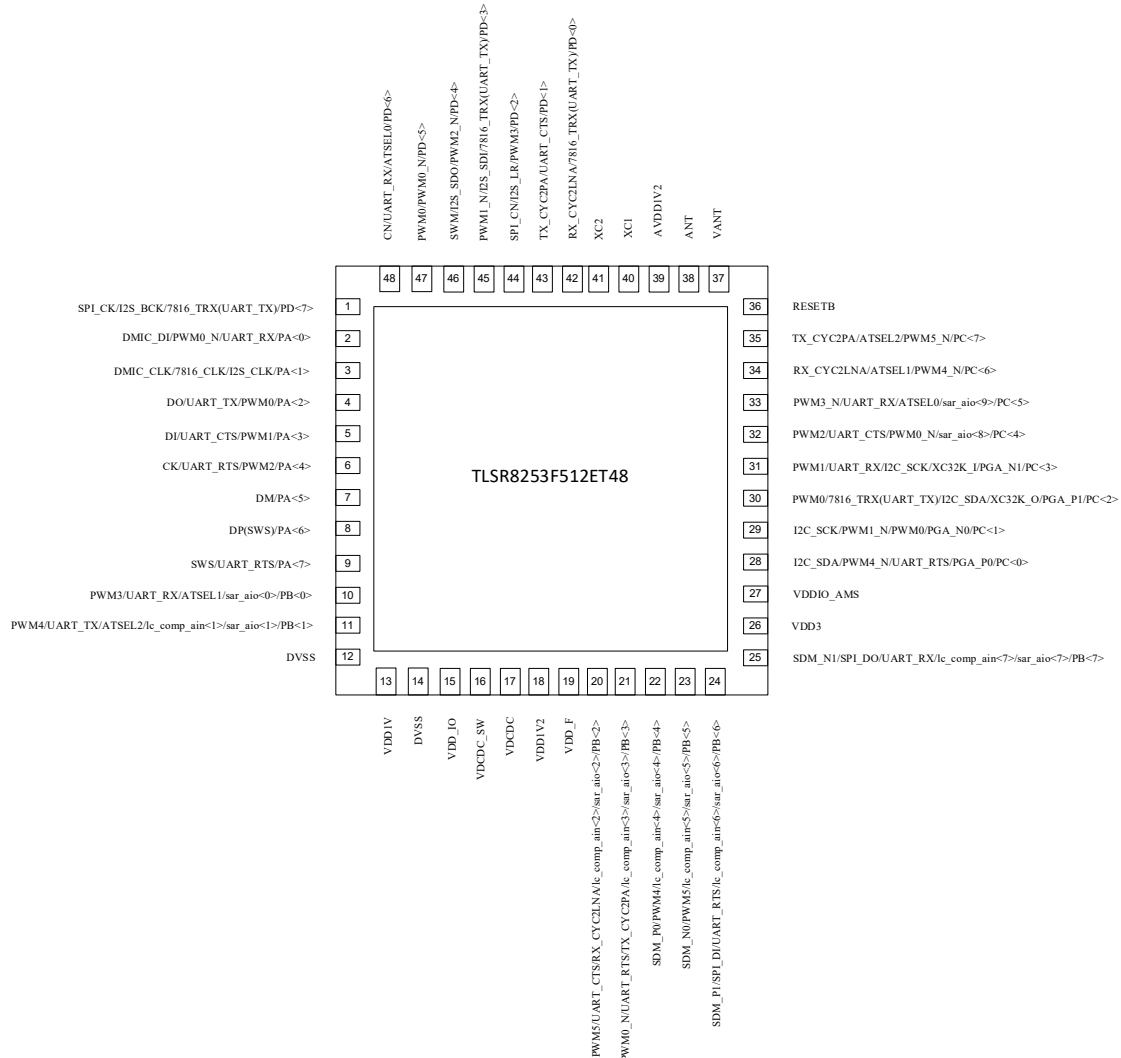 CN/UART_RX/ATSEL0/PD<6>
PWM0/PWM0_N/PD<5>
SWM/I2S_SDO/PWM2_N/PD<4>
PWM1_N/I2S_SDI/7816_TRX(UART_TX)/PD<3>
SPI_CN/I2S_LR/PWM3/PD<2>
TX_CYC2PA/UART_CTS/PD<1>
RX_CYC2LNA/7816_TRX(UART_TX)/PD<0>
XC2
XC1
AVDD1V2
ANT
VANT
48 47 46 45 44 43 42 41 40 39 38 37
SPI_CK/I2S_BCK/7816_TRX(UART_TX)/PD<7> 1
DMIC_DI/PWM0_N/UART_RX/PA<0> 2
DMIC_CLK/7816_CLK/I2S_CLK/PA<1> 3
DO/UART_TX/PWM0/PA<2> 4
DI/UART_CTS/PWM1/PA<3> 5
CK/UART_RTS/PWM2/PA<4> 6
DM/PA<5> 7
DP(SWS)/PA<6> 8
SWS/UART_RTS/PA<7> 9
PWM3/UART_RX/ATSEL1/sar_aio<0>/PB<0> 10
PWM4/UART_TX/ATSEL2/lc_comp_ain<1>/sar_aio<1>/PB<1> 11
DVSS 12
TLSR8253F512ET48
36 RESETB
35 TX_CYC2PA/ATSEL2/PWM5_N/PC<7>
34 RX_CYC2LNA/ATSEL1/PWM4_N/PC<6>
33 PWM3_N/UART_RX/ATSEL0/sar_aio<9>/PC<5>
32 PWM2/UART_CTS/PWM0_N/sar_aio<8>/PC<4>
31 PWM1/UART_RX/I2C_SCK/XC32K_I/PGA_N1/PC<3>
30 PWM0/7816_TRX(UART_TX)/I2C_SDA/XC32K_O/PGA_P1/PC<2>
29 I2C_SCK/PWM1_N/PWM0/PGA_N0/PC<1>
28 I2C_SDA/PWM4_N/UART_RTS/PGA_P0/PC<0>
27 VDDIO_AMS
26 VDD3
25 SDM_N1/SPI_DO/UART_RX/lc_comp_ain<7>/sar_aio<7>/PB<7>
13 14 15 16 17 18 19 20 21 22 23 24
VDD1V
DVSS
VDD_IO
VDCDC_SW
VDCDC
VDD1V2
VDD_F
PWM5/UART_CTS/RX_CYC2LNA/lc_comp_ain<2>/sar_aio<2>/PB<2>
PWM0_N/UART_RTS/TX_CYC2PA/lc_comp_ain<3>/sar_aio<3>/PB<3>
SDM_P0/PWM4/lc_comp_ain<4>/sar_aio<4>/PB<4>
SDM_N0/PWM5/lc_comp_ain<5>/sar_aio<5>/PB<5>
SDM_P1/SPI_DI/UART_RTS/lc_comp_ain<6>/sar_aio<6>/PB<6>